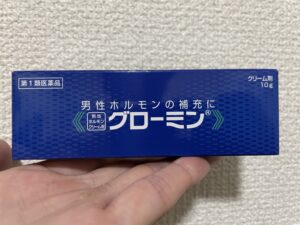 第1類医薬品
クリーム剤
10g
男性ホルモンの補充に
男性
ホルモン
クリーム剤
グローミン®